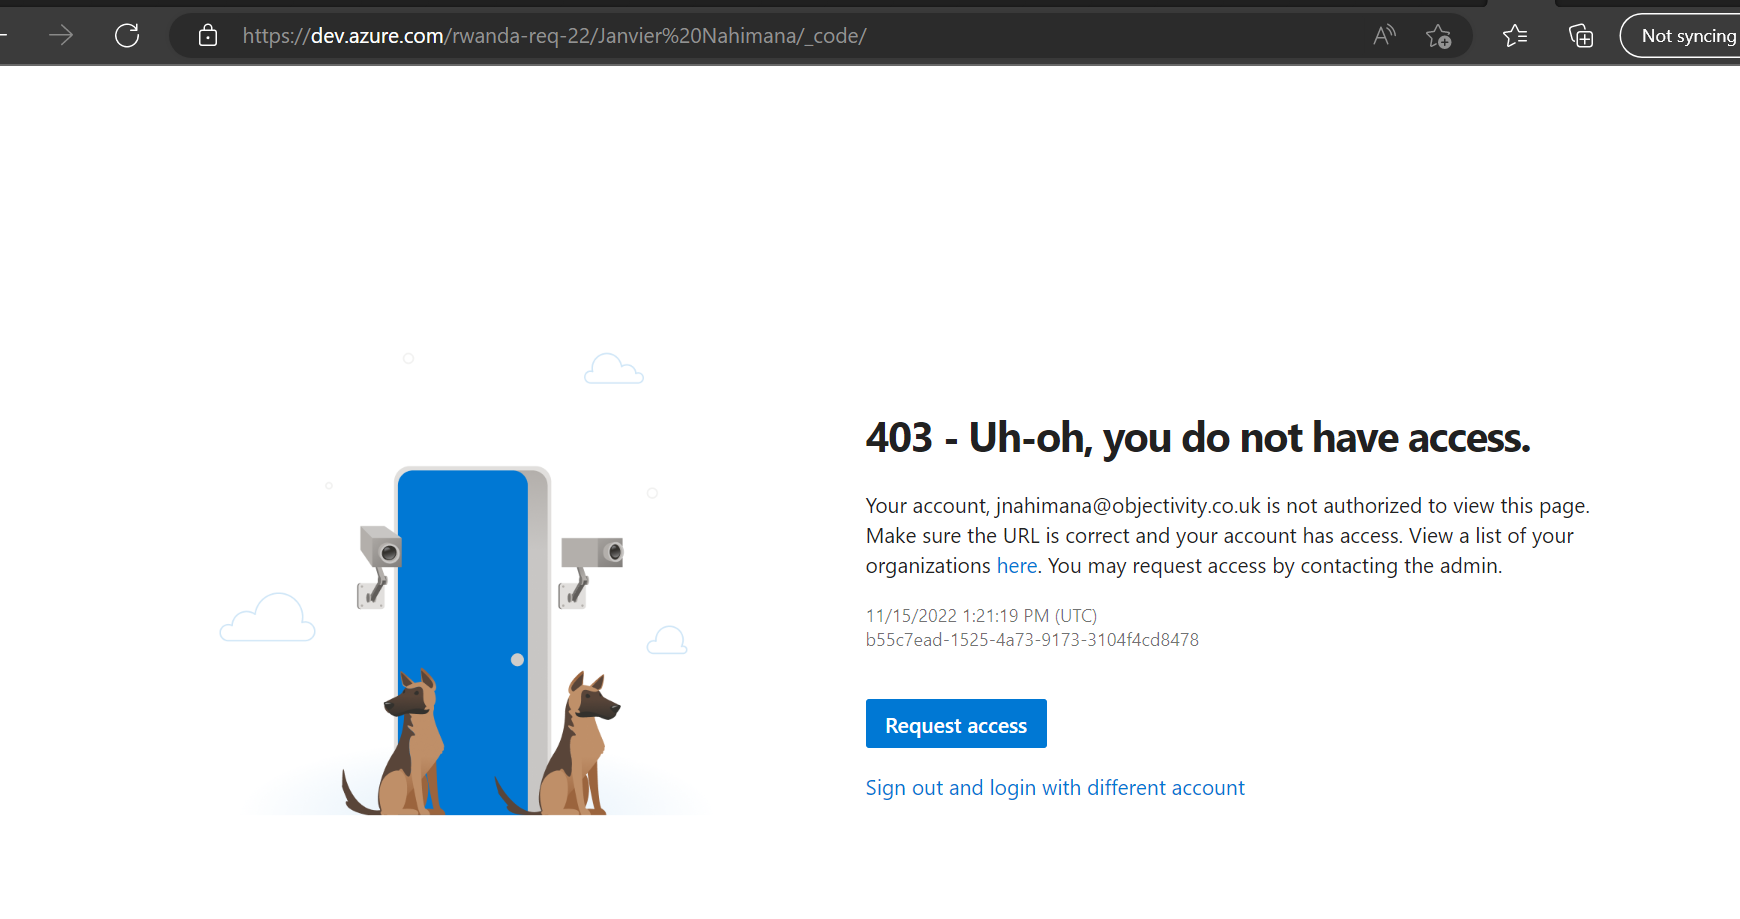 https://dev.azure.com/rwanda-req-22/Janvier%20Nahimana/_code/
Not syncing
403 - Uh-oh, you do not have access.
Your account, jnahimana@objectivity.co.uk is not authorized to view this page.
Make sure the URL is correct and your account has access. View a list of your
organizations here. You may request access by contacting the admin.
11/15/2022 1:21:19 PM (UTC)
b55c7ead-1525-4a73-9173-3104f4cd8478
Request access
Sign out and login with different account